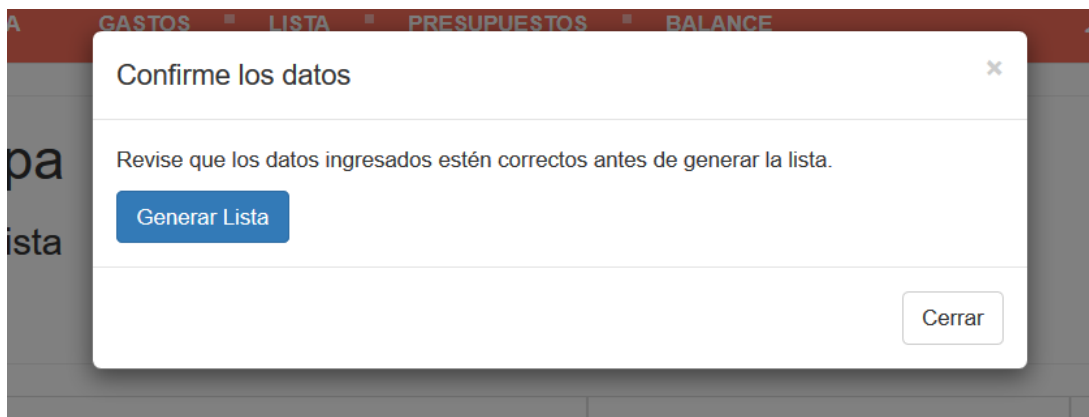 A GASTOS LISTA PRESUPUESTOS BALANCE
Confirme los datos ×
pa
Revise que los datos ingresados estén correctos antes de generar la lista.
Generar Lista
ista
Cerrar